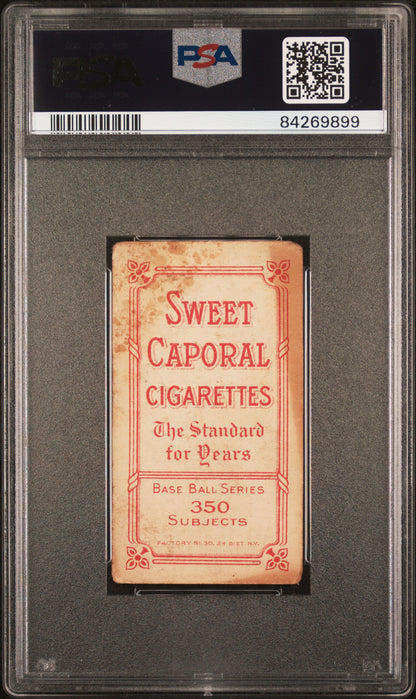 PSA
PSA
84269899
SWEET
CAPORAL
CIGARETTES
The Standard
for Years
BASE BALL SERIES
350
SUBJECTS
FACTORY No 30, 2d DIST. N.Y.